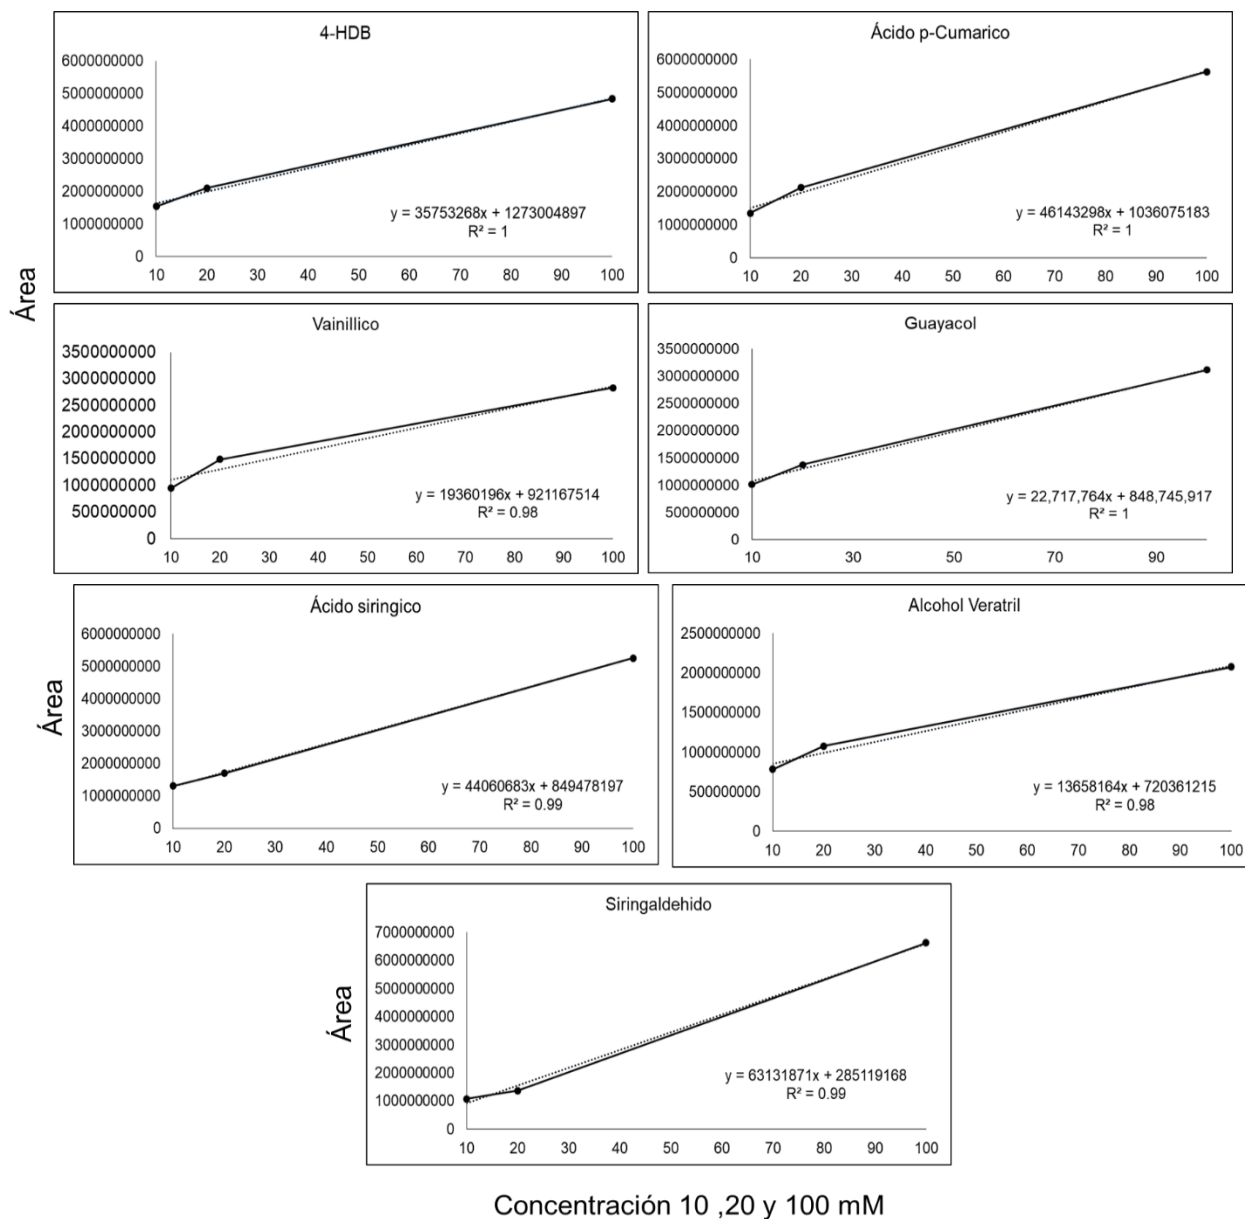 4-HDB
6000000000
5000000000
4000000000
3000000000
2000000000
1000000000
0
y = 35753268x + 1273004897
R² = 1
10 20 30 40 50 60 70 80 90 100
Ácido p-Cumarico
6000000000
5000000000
4000000000
3000000000
2000000000
1000000000
0
y = 46143298x + 1036075183
R² = 1
10 20 30 40 50 60 70 80 90 100
Área
Vainillico
3500000000
3000000000
2500000000
2000000000
1500000000
1000000000
500000000
0
y = 19360196x + 921167514
R² = 0.98
10 20 30 40 50 60 70 80 90 100
Guayacol
3500000000
3000000000
2500000000
2000000000
1500000000
1000000000
500000000
0
y = 22,717,764x + 848,745,917
R² = 1
10 30 50 70 90
Ácido siringico
6000000000
5000000000
4000000000
3000000000
2000000000
1000000000
0
y = 44060683x + 849478197
R² = 0.99
10 20 30 40 50 60 70 80 90 100
Área
Alcohol Veratril
2500000000
2000000000
1500000000
1000000000
500000000
0
y = 13658164x + 720361215
R² = 0.98
10 20 30 40 50 60 70 80 90 100
Siringaldehido
7000000000
6000000000
5000000000
4000000000
3000000000
2000000000
1000000000
0
y = 63131871x + 285119168
R² = 0.99
10 20 30 40 50 60 70 80 90 100
Área
Concentración 10 ,20 y 100 mM